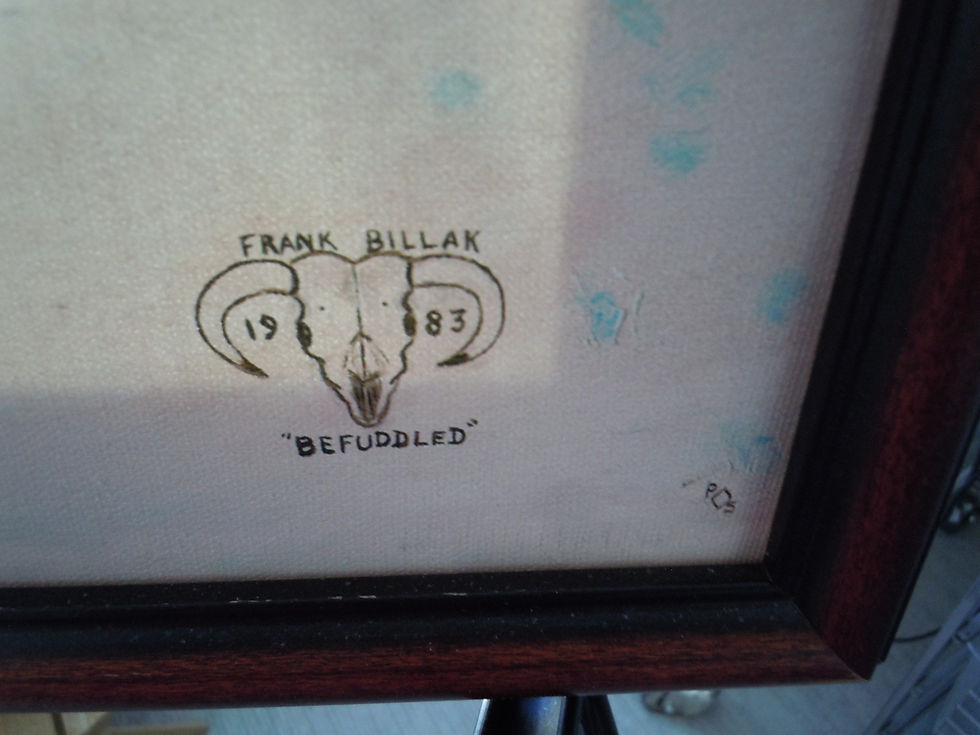 FRANK BILLAK
19 83
"BEFUDDLED"